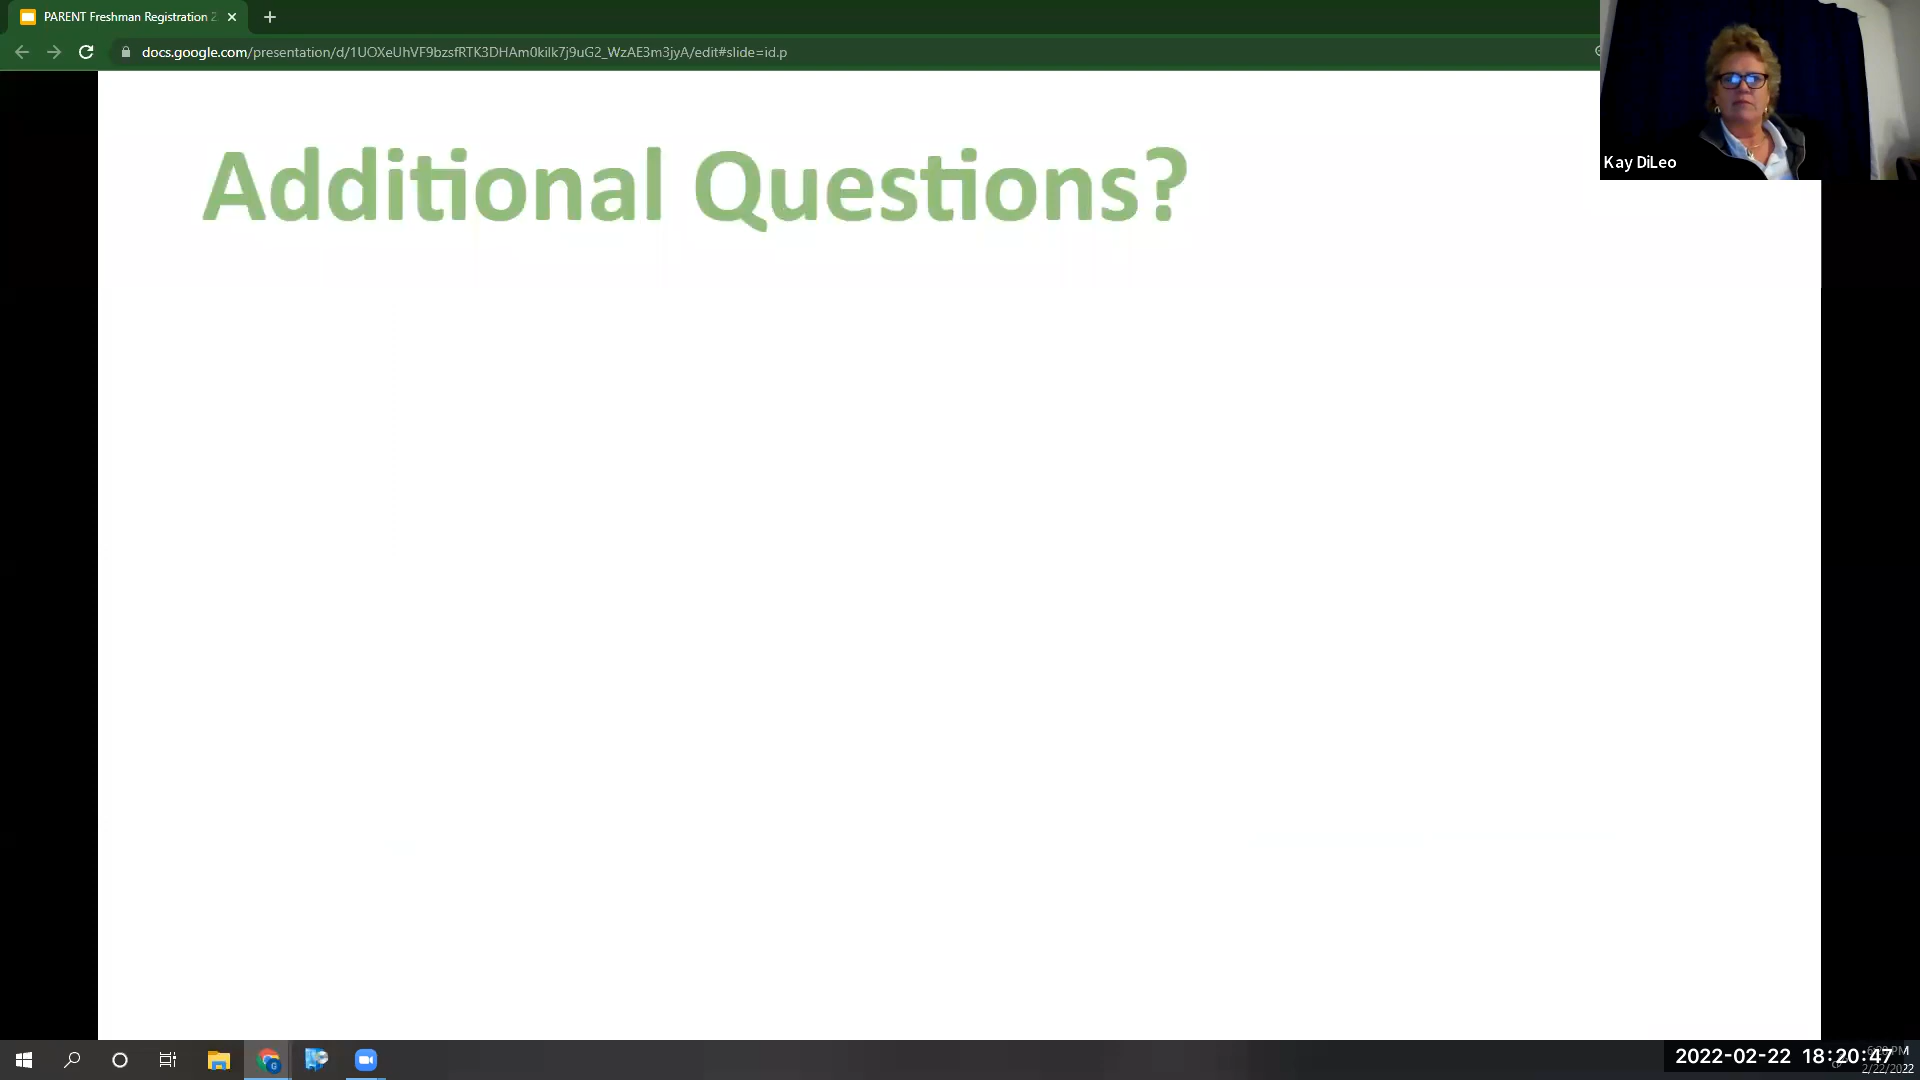 PARENT Freshman Registration 2
docs.google.com/presentation/d/1UOXeUhVF9bzsfRTK3DHAm0kilk7j9uG2_WzAE3m3jyA/edit#slide=id.p
Kay DiLeo
Additional Questions?
2022-02-22 18:20:47
2/22/2022